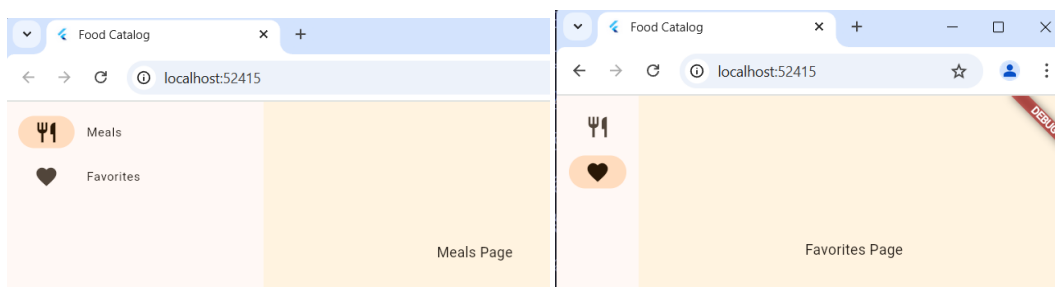 Food Catalog
localhost:52415
Meals
Favorites
Meals Page
Food Catalog
localhost:52415
DEBUG
Favorites Page